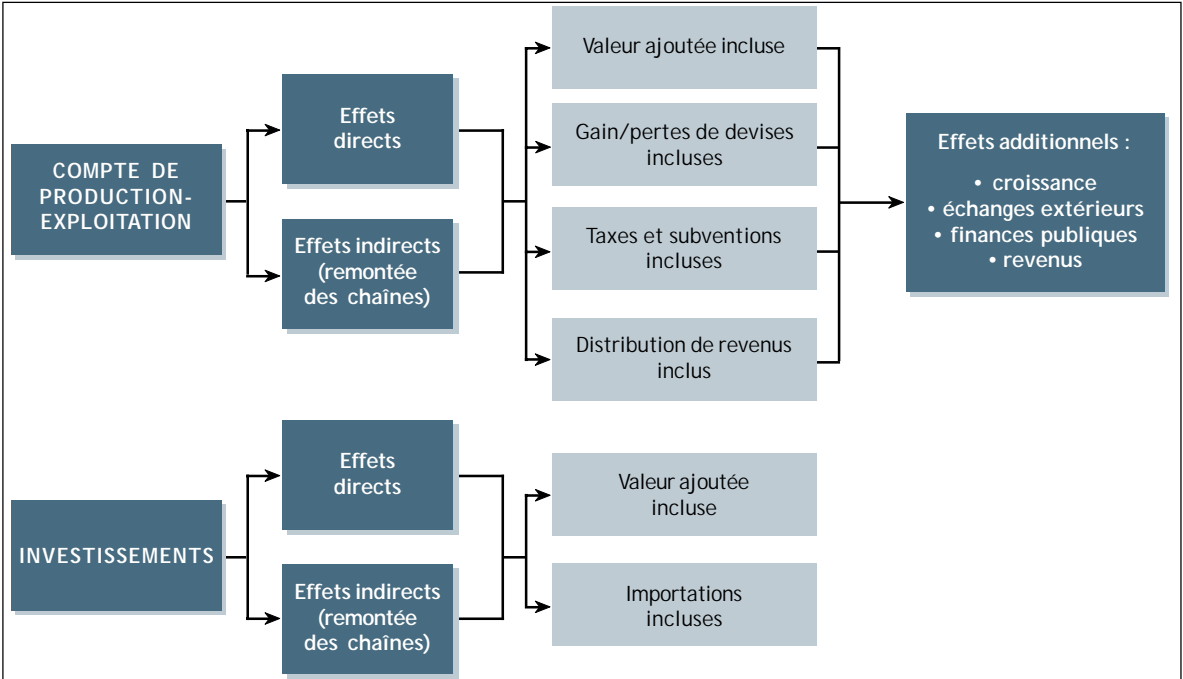 COMPTE DE
PRODUCTION-
EXPLOITATION
Effets
directs
Effets indirects
(remontée
des chaînes)
Valeur ajoutée incluse
Gain/pertes de devises
incluses
Taxes et subventions
incluses
Distribution de revenus
inclus
Effets additionnels :
• croissance
• échanges extérieurs
• finances publiques
• revenus
INVESTISSEMENTS
Effets
directs
Effets indirects
(remontée
des chaînes)
Valeur ajoutée
incluse
Importations
incluses